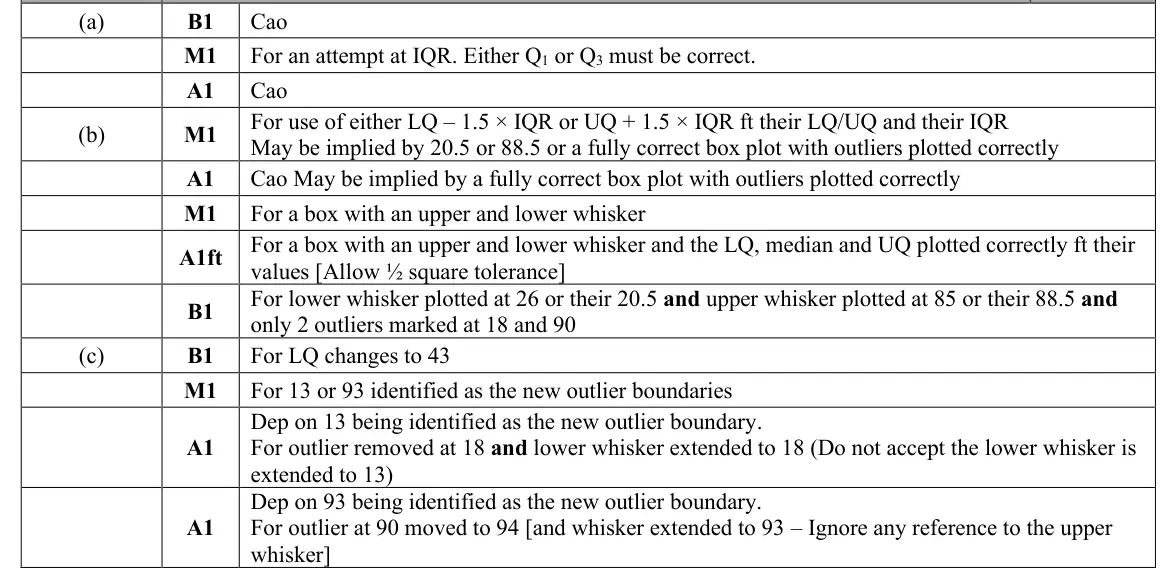 (a) B1 Cao
M1 For an attempt at IQR. Either Q₁ or Q₃ must be correct.
A1 Cao
(b) M1 For use of either LQ – 1.5 × IQR or UQ + 1.5 × IQR ft their LQ/UQ and their IQR
May be implied by 20.5 or 88.5 or a fully correct box plot with outliers plotted correctly
A1 Cao May be implied by a fully correct box plot with outliers plotted correctly
M1 For a box with an upper and lower whisker
A1ft For a box with an upper and lower whisker and the LQ, median and UQ plotted correctly ft their
values [Allow ½ square tolerance]
B1 For lower whisker plotted at 26 or their 20.5 and upper whisker plotted at 85 or their 88.5 and
only 2 outliers marked at 18 and 90
(c) B1 For LQ changes to 43
M1 For 13 or 93 identified as the new outlier boundaries
Dep on 13 being identified as the new outlier boundary.
A1 For outlier removed at 18 and lower whisker extended to 18 (Do not accept the lower whisker is
extended to 13)
Dep on 93 being identified as the new outlier boundary.
A1 For outlier at 90 moved to 94 [and whisker extended to 93 – Ignore any reference to the upper
whisker]